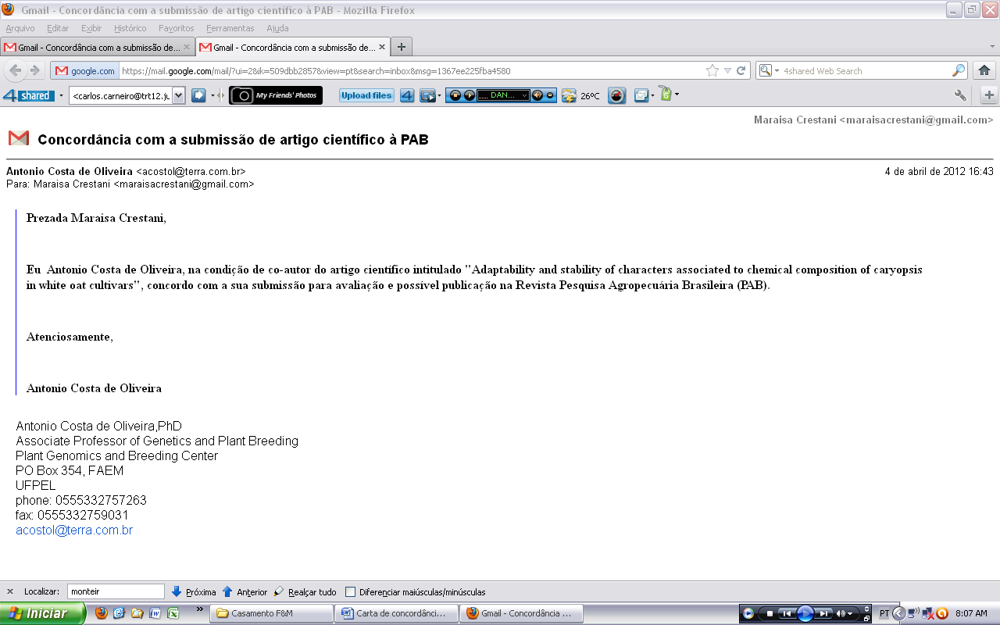 Gmail - Concordância com a submissão de artigo científico à PAB - Mozilla Firefox
Arquivo Editar Exibir Histórico Favoritos Ferramentas Ajuda
Gmail - Concordância com a submissão de... Gmail - Concordância com a submissão de...
google.com https://mail.google.com/mail/?ui=2&ik=509dbb2857&view=pt&search=inbox&msg=1367ee225fba4580 4shared Web Search
4 shared <carlos.carneiro@trt12.ju My Friends' Photos Upload files 4 DAN... 26ºC
Maraisa Crestani <maraisacrestani@gmail.com>
Concordância com a submissão de artigo científico à PAB
Antonio Costa de Oliveira <acostol@terra.com.br> 4 de abril de 2012 16:43
Para: Maraisa Crestani <maraisacrestani@gmail.com>
Prezada Maraisa Crestani,
Eu Antonio Costa de Oliveira, na condição de co-autor do artigo científico intitulado "Adaptability and stability of characters associated to chemical composition of caryopsis
in white oat cultivars", concordo com a sua submissão para avaliação e possível publicação na Revista Pesquisa Agropecuária Brasileira (PAB).
Atenciosamente,
Antonio Costa de Oliveira
Antonio Costa de Oliveira,PhD
Associate Professor of Genetics and Plant Breeding
Plant Genomics and Breeding Center
PO Box 354, FAEM
UFPEL
phone: 0555332757263
fax: 0555332759031
acostol@terra.com.br
Localizar: monteir Próxima Anterior Realçar tudo Diferenciar maiúsculas/minúsculas
Iniciar Casamento F&M Carta de concordânci... Gmail - Concordância ... PT 8:07 AM